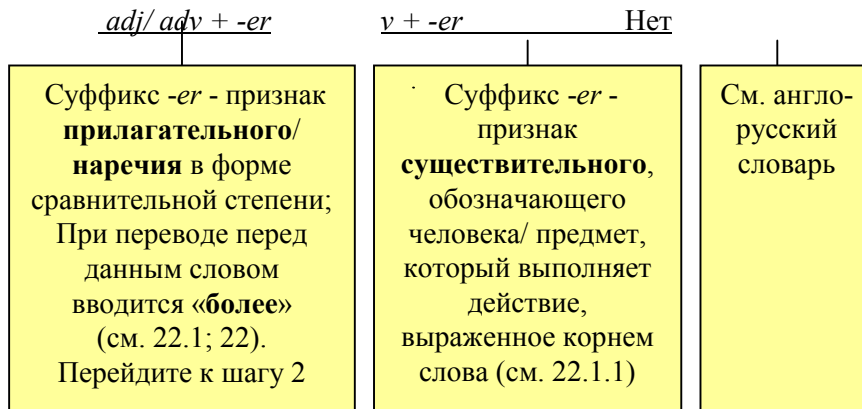 adj/ adv + -er v + -er Нет
Суффикс -er - признак
прилагательного/
наречия в форме
сравнительной степени;
При переводе перед
данным словом
вводится «более»
(см. 22.1; 22).
Перейдите к шагу 2
Суффикс -er -
признак
существительного,
обозначающего
человека/ предмет,
который выполняет
действие,
выраженное корнем
слова (см. 22.1.1)
См. англо-
русский
словарь